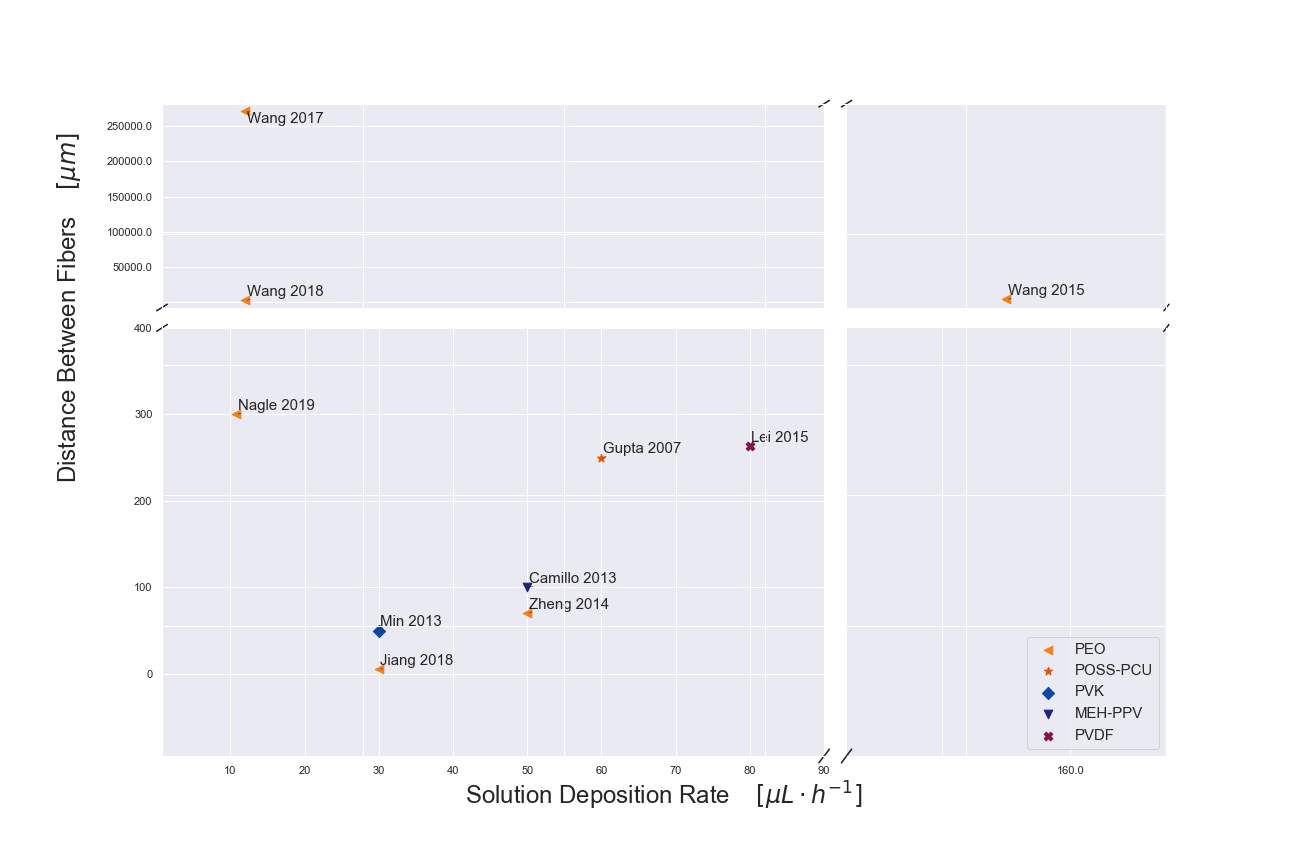 Wang 2017
250000.0
200000.0
150000.0
100000.0
50000.0
Wang 2018
Wang 2015
Distance Between Fibers [μm]
400
300
200
100
0
Nagle 2019
Gupta 2007
Lei 2015
Camillo 2013
Zheng 2014
Min 2013
Jiang 2018
PEO
POSS-PCU
PVK
MEH-PPV
PVDF
10 20 30 40 50 60 70 80 90 160.0
Solution Deposition Rate [μL · h⁻¹]